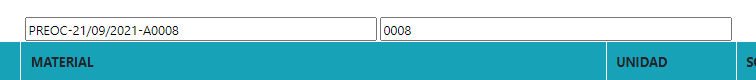 PREOC-21/09/2021-A0008 0008
MATERIAL UNIDAD